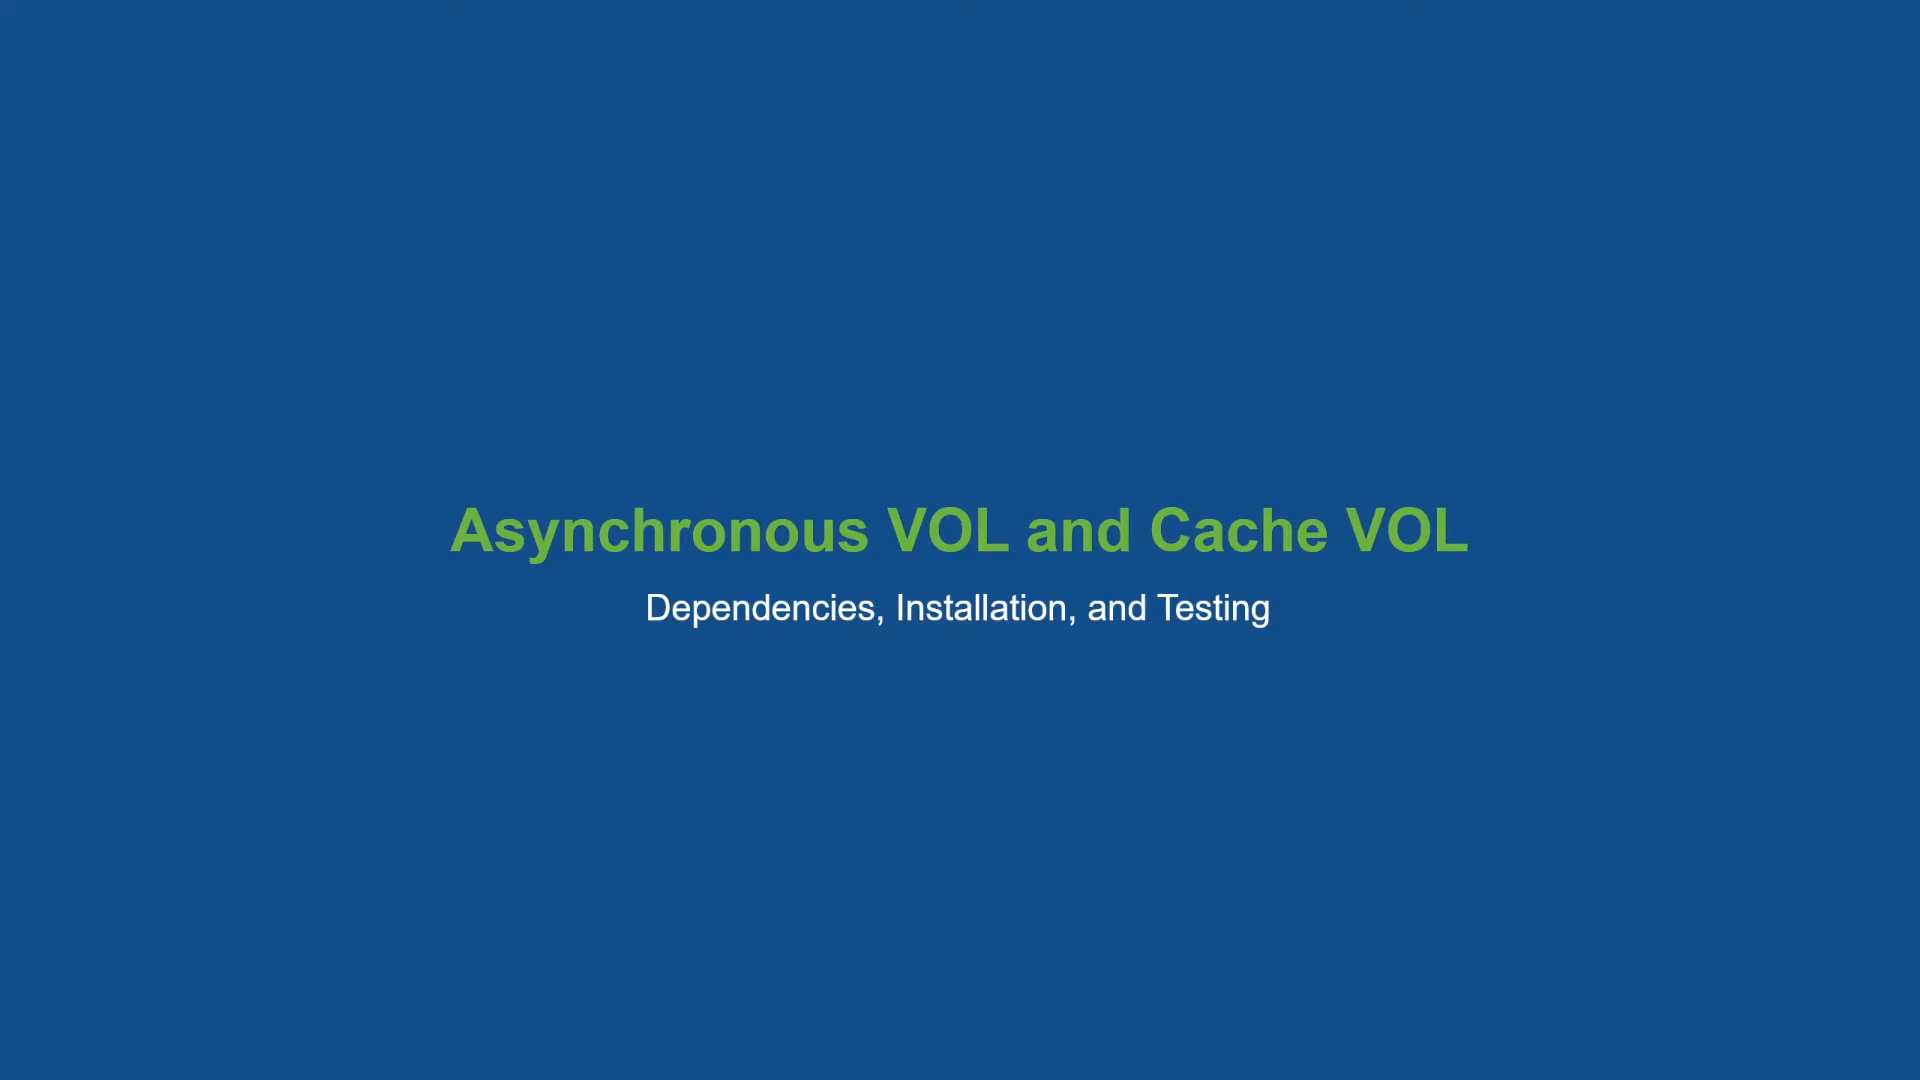 Asynchronous VOL and Cache VOL
Dependencies, Installation, and Testing